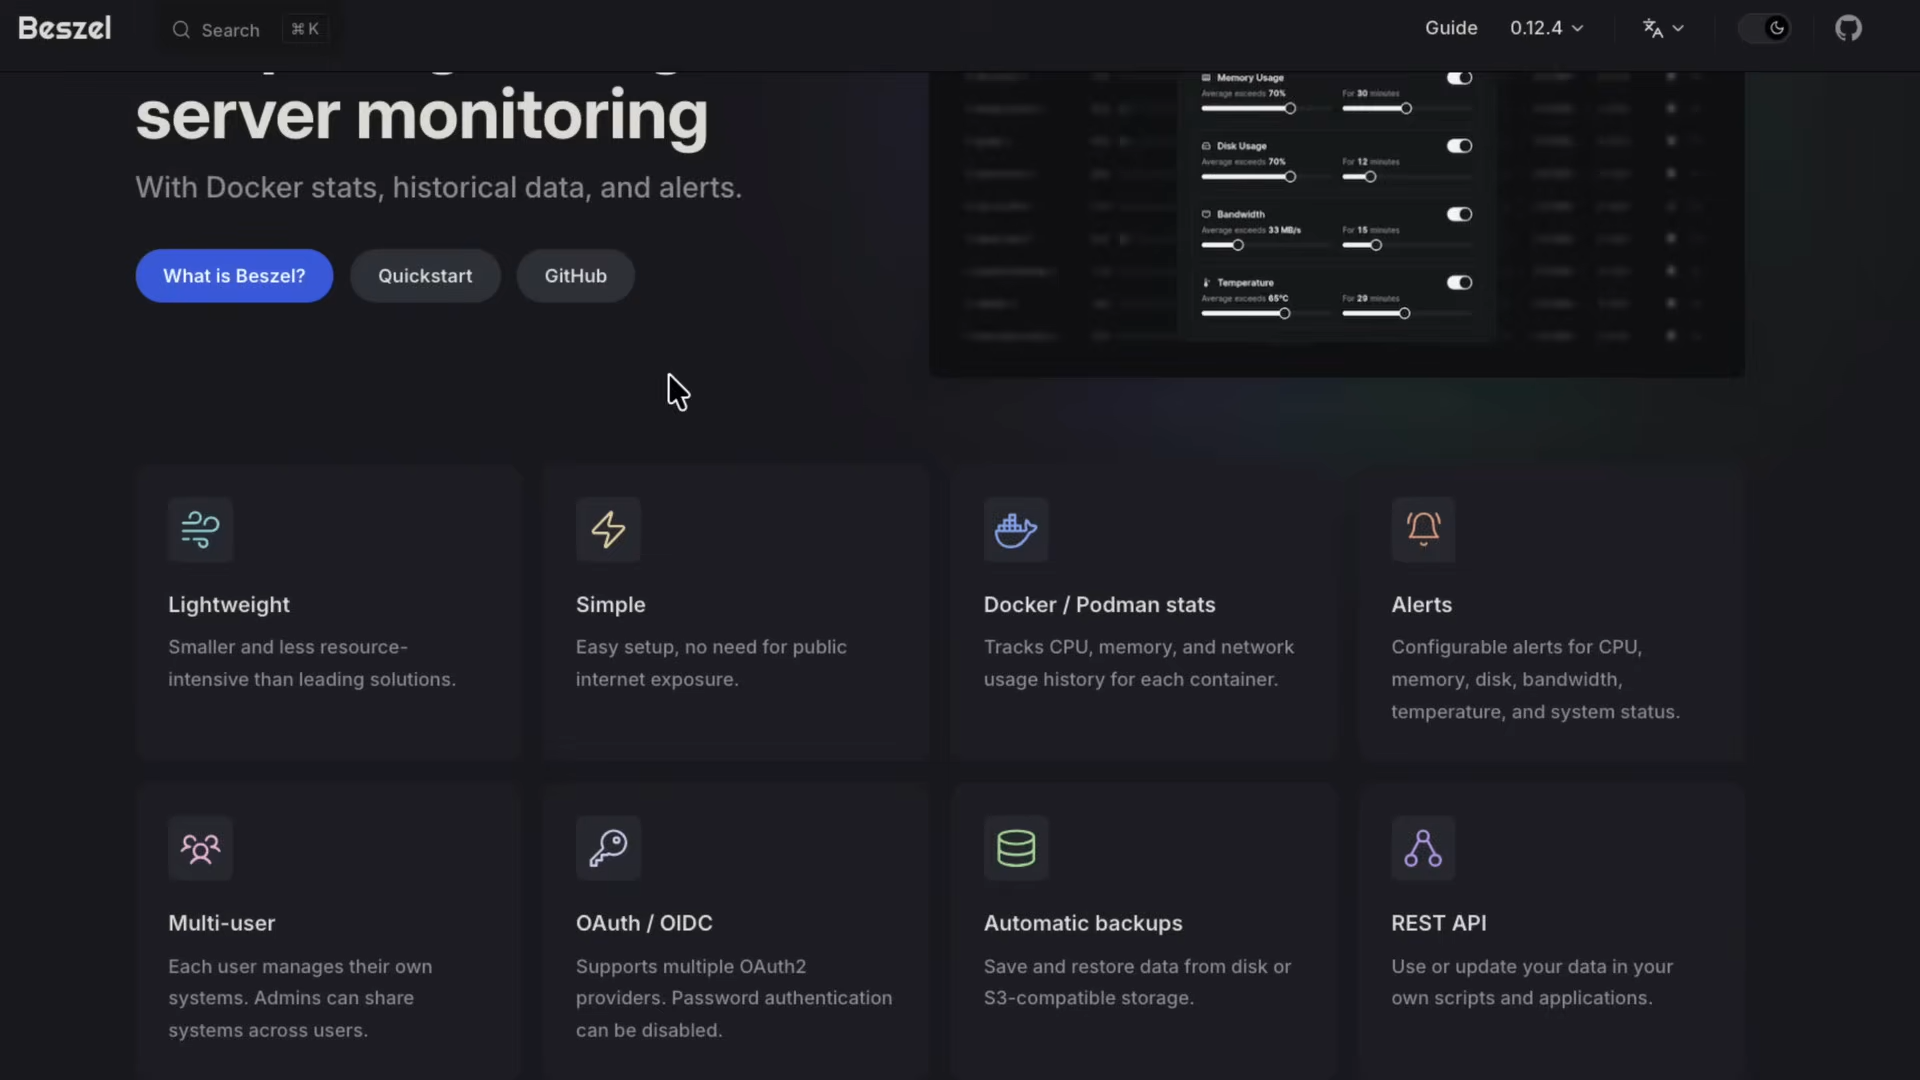 Beszel
Search
⌘ K
Guide
0.12.4
server monitoring
With Docker stats, historical data, and alerts.
What is Beszel?
Quickstart
GitHub
Memory Usage
Average exceeds 70%
For 30 minutes
Disk Usage
Average exceeds 70%
For 12 minutes
Bandwidth
Average exceeds 33 MB/s
For 15 minutes
Temperature
Average exceeds 65°C
For 29 minutes
Lightweight
Smaller and less resource-
intensive than leading solutions.
Simple
Easy setup, no need for public
internet exposure.
Docker / Podman stats
Tracks CPU, memory, and network
usage history for each container.
Alerts
Configurable alerts for CPU,
memory, disk, bandwidth,
temperature, and system status.
Multi-user
Each user manages their own
systems. Admins can share
systems across users.
OAuth / OIDC
Supports multiple OAuth2
providers. Password authentication
can be disabled.
Automatic backups
Save and restore data from disk or
S3-compatible storage.
REST API
Use or update your data in your
own scripts and applications.